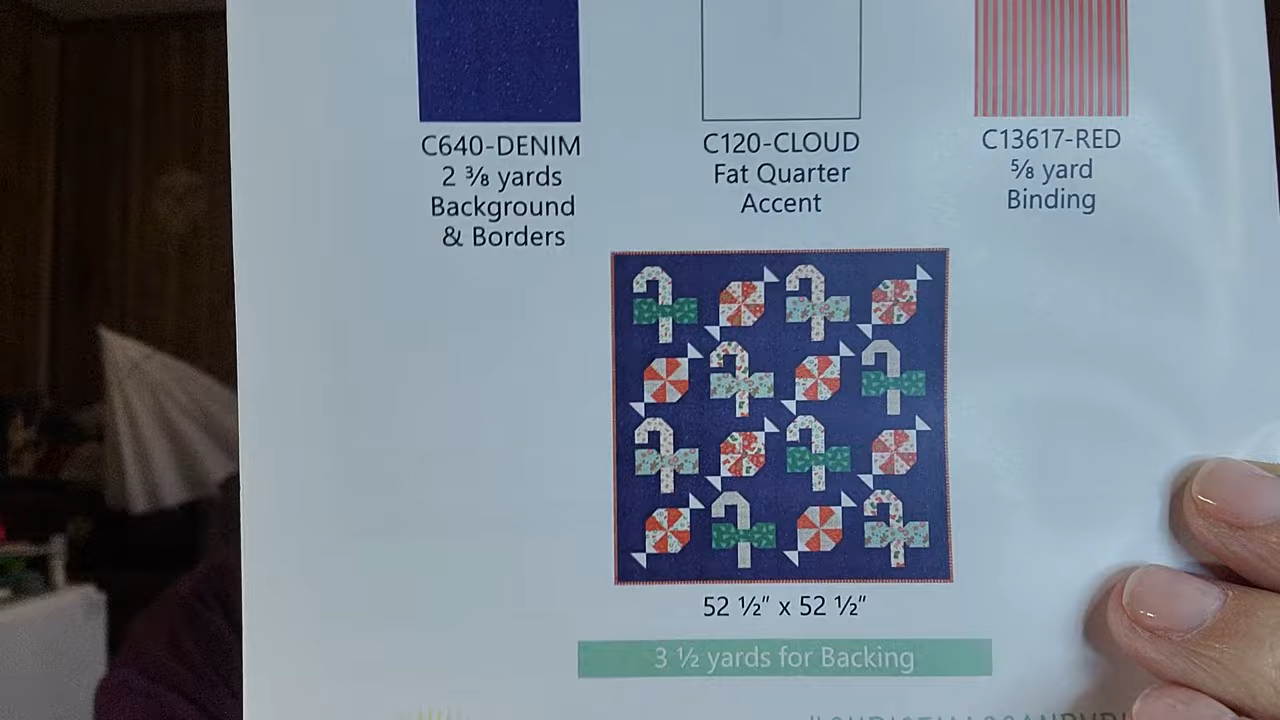 C640-DENIM
2 ⅜ yards
Background
& Borders
C120-CLOUD
Fat Quarter
Accent
C13617-RED
⅝ yard
Binding
52 ½" x 52 ½"
3 ½ yards for Backing